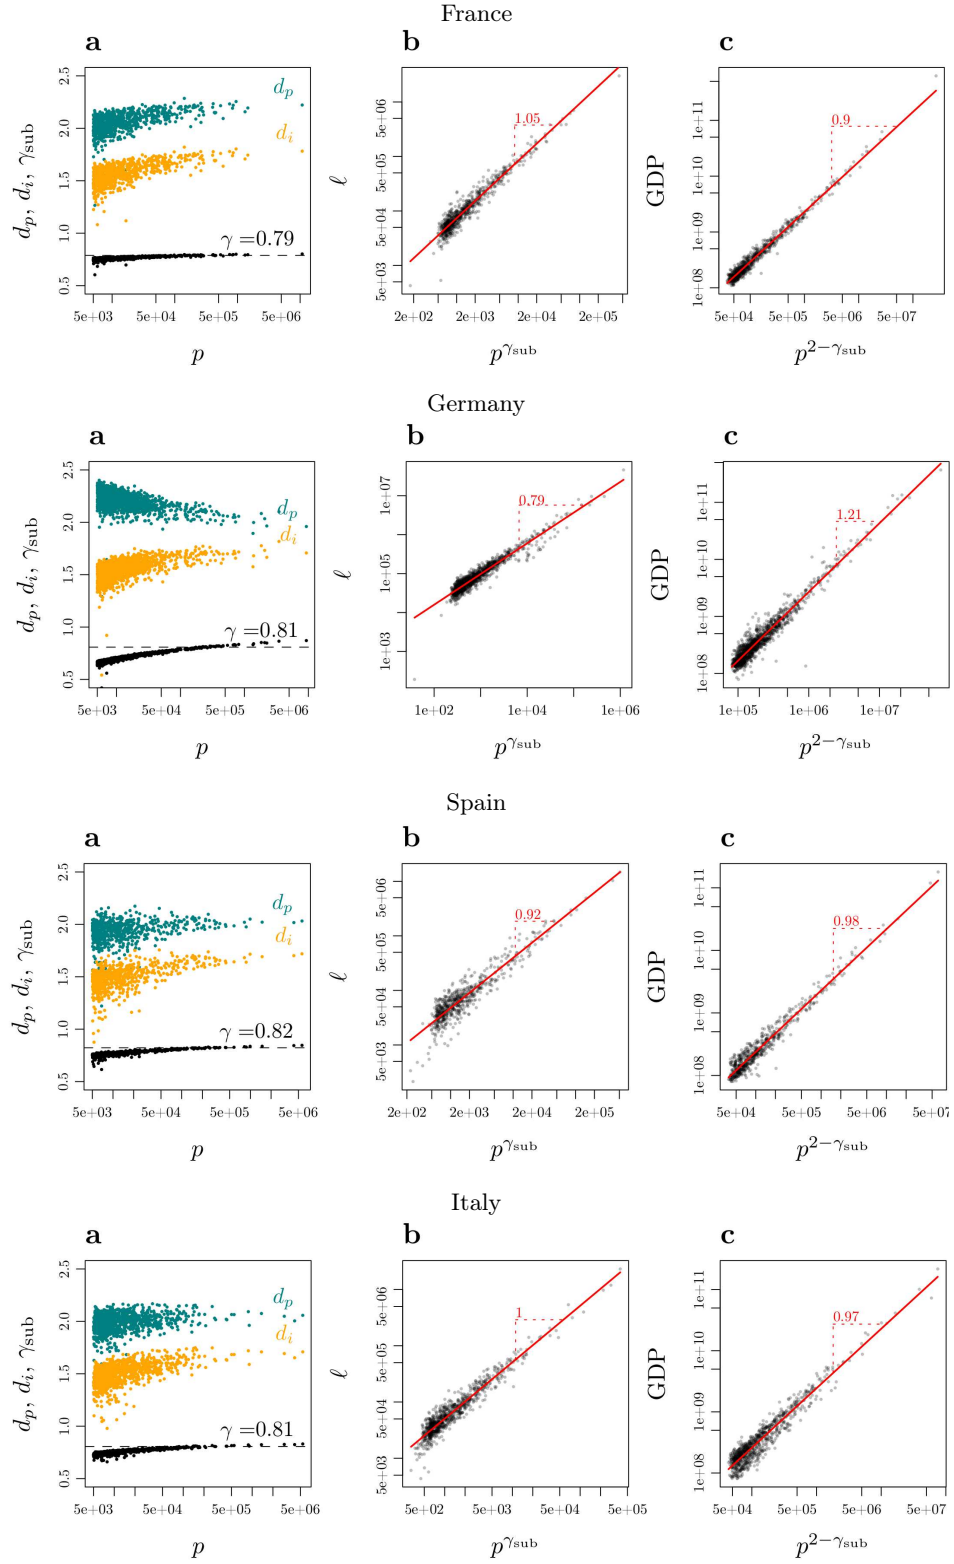 France
a b c
2.5
2.0
1.5
1.0
0.5
d_p, d_i, γ_sub
d_p
d_i
γ =0.79
5e+03 5e+04 5e+05 5e+06
p
5e+06
5e+05
5e+04
5e+03
ℓ
1.05
2e+02 2e+03 2e+04 2e+05
p^γ_sub
1e+11
1e+10
1e+09
1e+08
GDP
0.9
5e+04 5e+05 5e+06 5e+07
p^2−γ_sub
Germany
a b c
2.5
2.0
1.5
1.0
0.5
d_p, d_i, γ_sub
d_p
d_i
γ =0.81
5e+03 5e+04 5e+05 5e+06
p
1e+07
1e+05
1e+03
ℓ
0.79
1e+02 1e+04 1e+06
p^γ_sub
1e+11
1e+10
1e+09
1e+08
GDP
1.21
1e+05 1e+06 1e+07
p^2−γ_sub
Spain
a b c
2.5
2.0
1.5
1.0
0.5
d_p, d_i, γ_sub
d_p
d_i
γ =0.82
5e+03 5e+04 5e+05 5e+06
p
5e+06
5e+05
5e+04
5e+03
ℓ
0.92
2e+02 2e+03 2e+04 2e+05
p^γ_sub
1e+11
1e+10
1e+09
1e+08
GDP
0.98
5e+04 5e+05 5e+06 5e+07
p^2−γ_sub
Italy
a b c
2.5
2.0
1.5
1.0
0.5
d_p, d_i, γ_sub
d_p
d_i
γ =0.81
5e+03 5e+04 5e+05 5e+06
p
5e+06
5e+05
5e+04
5e+03
ℓ
1
5e+02 5e+03 5e+04 5e+05
p^γ_sub
1e+11
1e+10
1e+09
1e+08
GDP
0.97
5e+04 5e+05 5e+06 5e+07
p^2−γ_sub